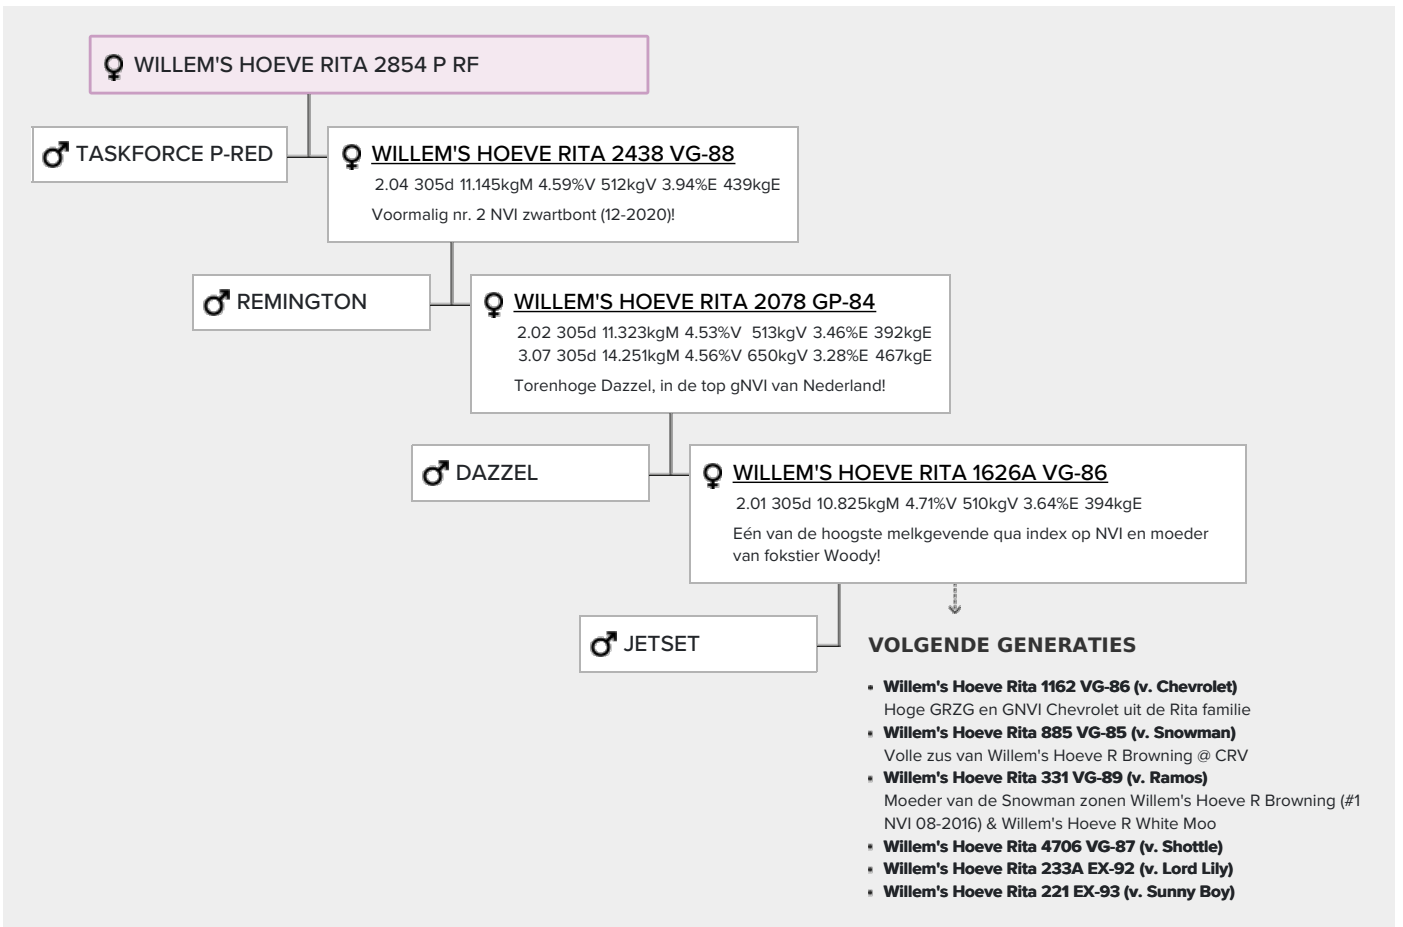 WILLEM'S HOEVE RITA 2854 P RF
TASKFORCE P-RED
WILLEM'S HOEVE RITA 2438 VG-88
2.04 305d 11.145kgM 4.59%V 512kgV 3.94%E 439kgE
Voormalig nr. 2 NVI zwartbont (12-2020)!
REMINGTON
WILLEM'S HOEVE RITA 2078 GP-84
2.02 305d 11.323kgM 4.53%V 513kgV 3.46%E 392kgE
3.07 305d 14.251kgM 4.56%V 650kgV 3.28%E 467kgE
Torenhoge Dazzel, in de top gNVI van Nederland!
DAZZEL
WILLEM'S HOEVE RITA 1626A VG-86
2.01 305d 10.825kgM 4.71%V 510kgV 3.64%E 394kgE
Eén van de hoogste melkgevende qua index op NVI en moeder
van fokstier Woody!
JETSET
VOLGENDE GENERATIES
Willem's Hoeve Rita 1162 VG-86 (v. Chevrolet)
Hoge GRZG en GNVI Chevrolet uit de Rita familie
Willem's Hoeve Rita 885 VG-85 (v. Snowman)
Volle zus van Willem's Hoeve R Browning @ CRV
Willem's Hoeve Rita 331 VG-89 (v. Ramos)
Moeder van de Snowman zonen Willem's Hoeve R Browning (#1
NVI 08-2016) & Willem's Hoeve R White Moo
Willem's Hoeve Rita 4706 VG-87 (v. Shottle)
Willem's Hoeve Rita 233A EX-92 (v. Lord Lily)
Willem's Hoeve Rita 221 EX-93 (v. Sunny Boy)